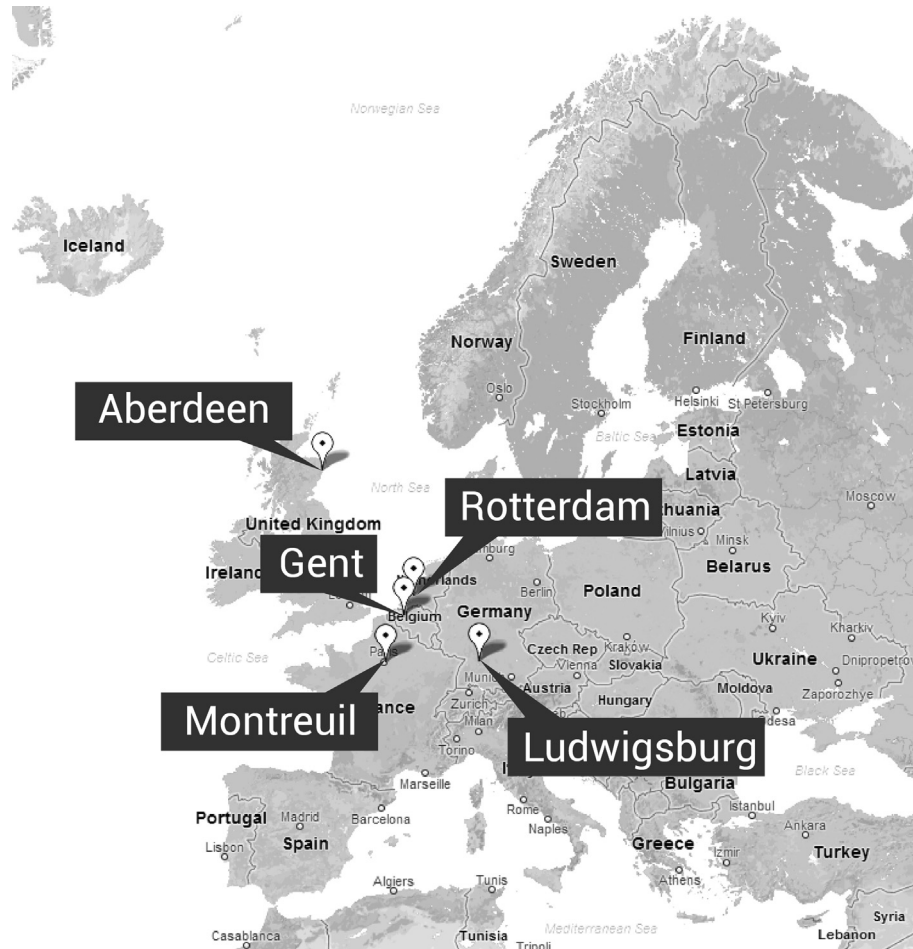 Norwegian Sea
Iceland
Sweden
Norway
Finland
Oslo
Stockholm
Helsinki
St Petersburg
Aberdeen
Baltic Sea
Estonia
Latvia
North Sea
Moscow
Rotterdam
United Kingdom
Vilnius
Minsk
Gent
Belarus
Berlin
Poland
Germany
Belgium
Kyiv
Kharkiv
Celtic Sea
Paris
Czech Rep
Kraków
Vienna
Slovakia
Ukraine
Dnipropetrov
Munich
Austria
Moldova
Zaporozhye
Zurich
Hungary
Montreuil
Milan
Ludwigsburg
Torino
Black Sea
Marseille
Bulgaria
Portugal
Madrid
Barcelona
Rome
Istanbul
Naples
Ankara
Lisbon
Spain
Greece
Izmir
Turkey
Athens
Algiers
Tunis
Syria
Casablanca
Tunisia
Mediterranean Sea
Lebanon
Tripoli